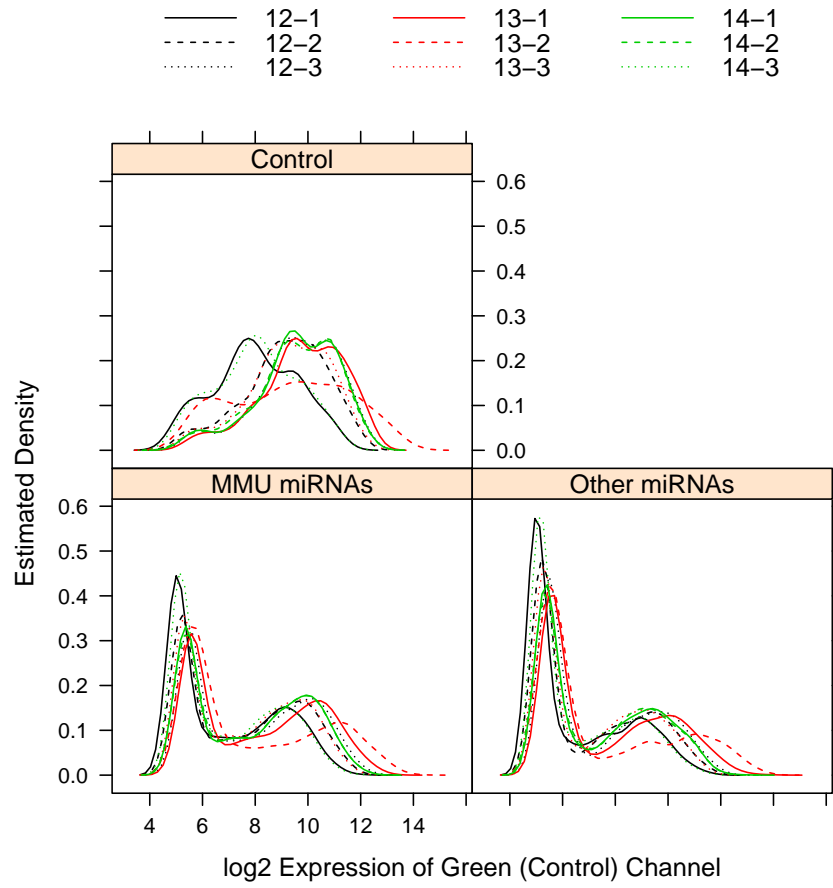 12−1 13−1 14−1
12−2 13−2 14−2
12−3 13−3 14−3
Control
0.6
0.5
0.4
0.3
0.2
0.1
0.0
Estimated Density
MMU miRNAs Other miRNAs
0.6
0.5
0.4
0.3
0.2
0.1
0.0
4 6 8 10 12 14
log2 Expression of Green (Control) Channel